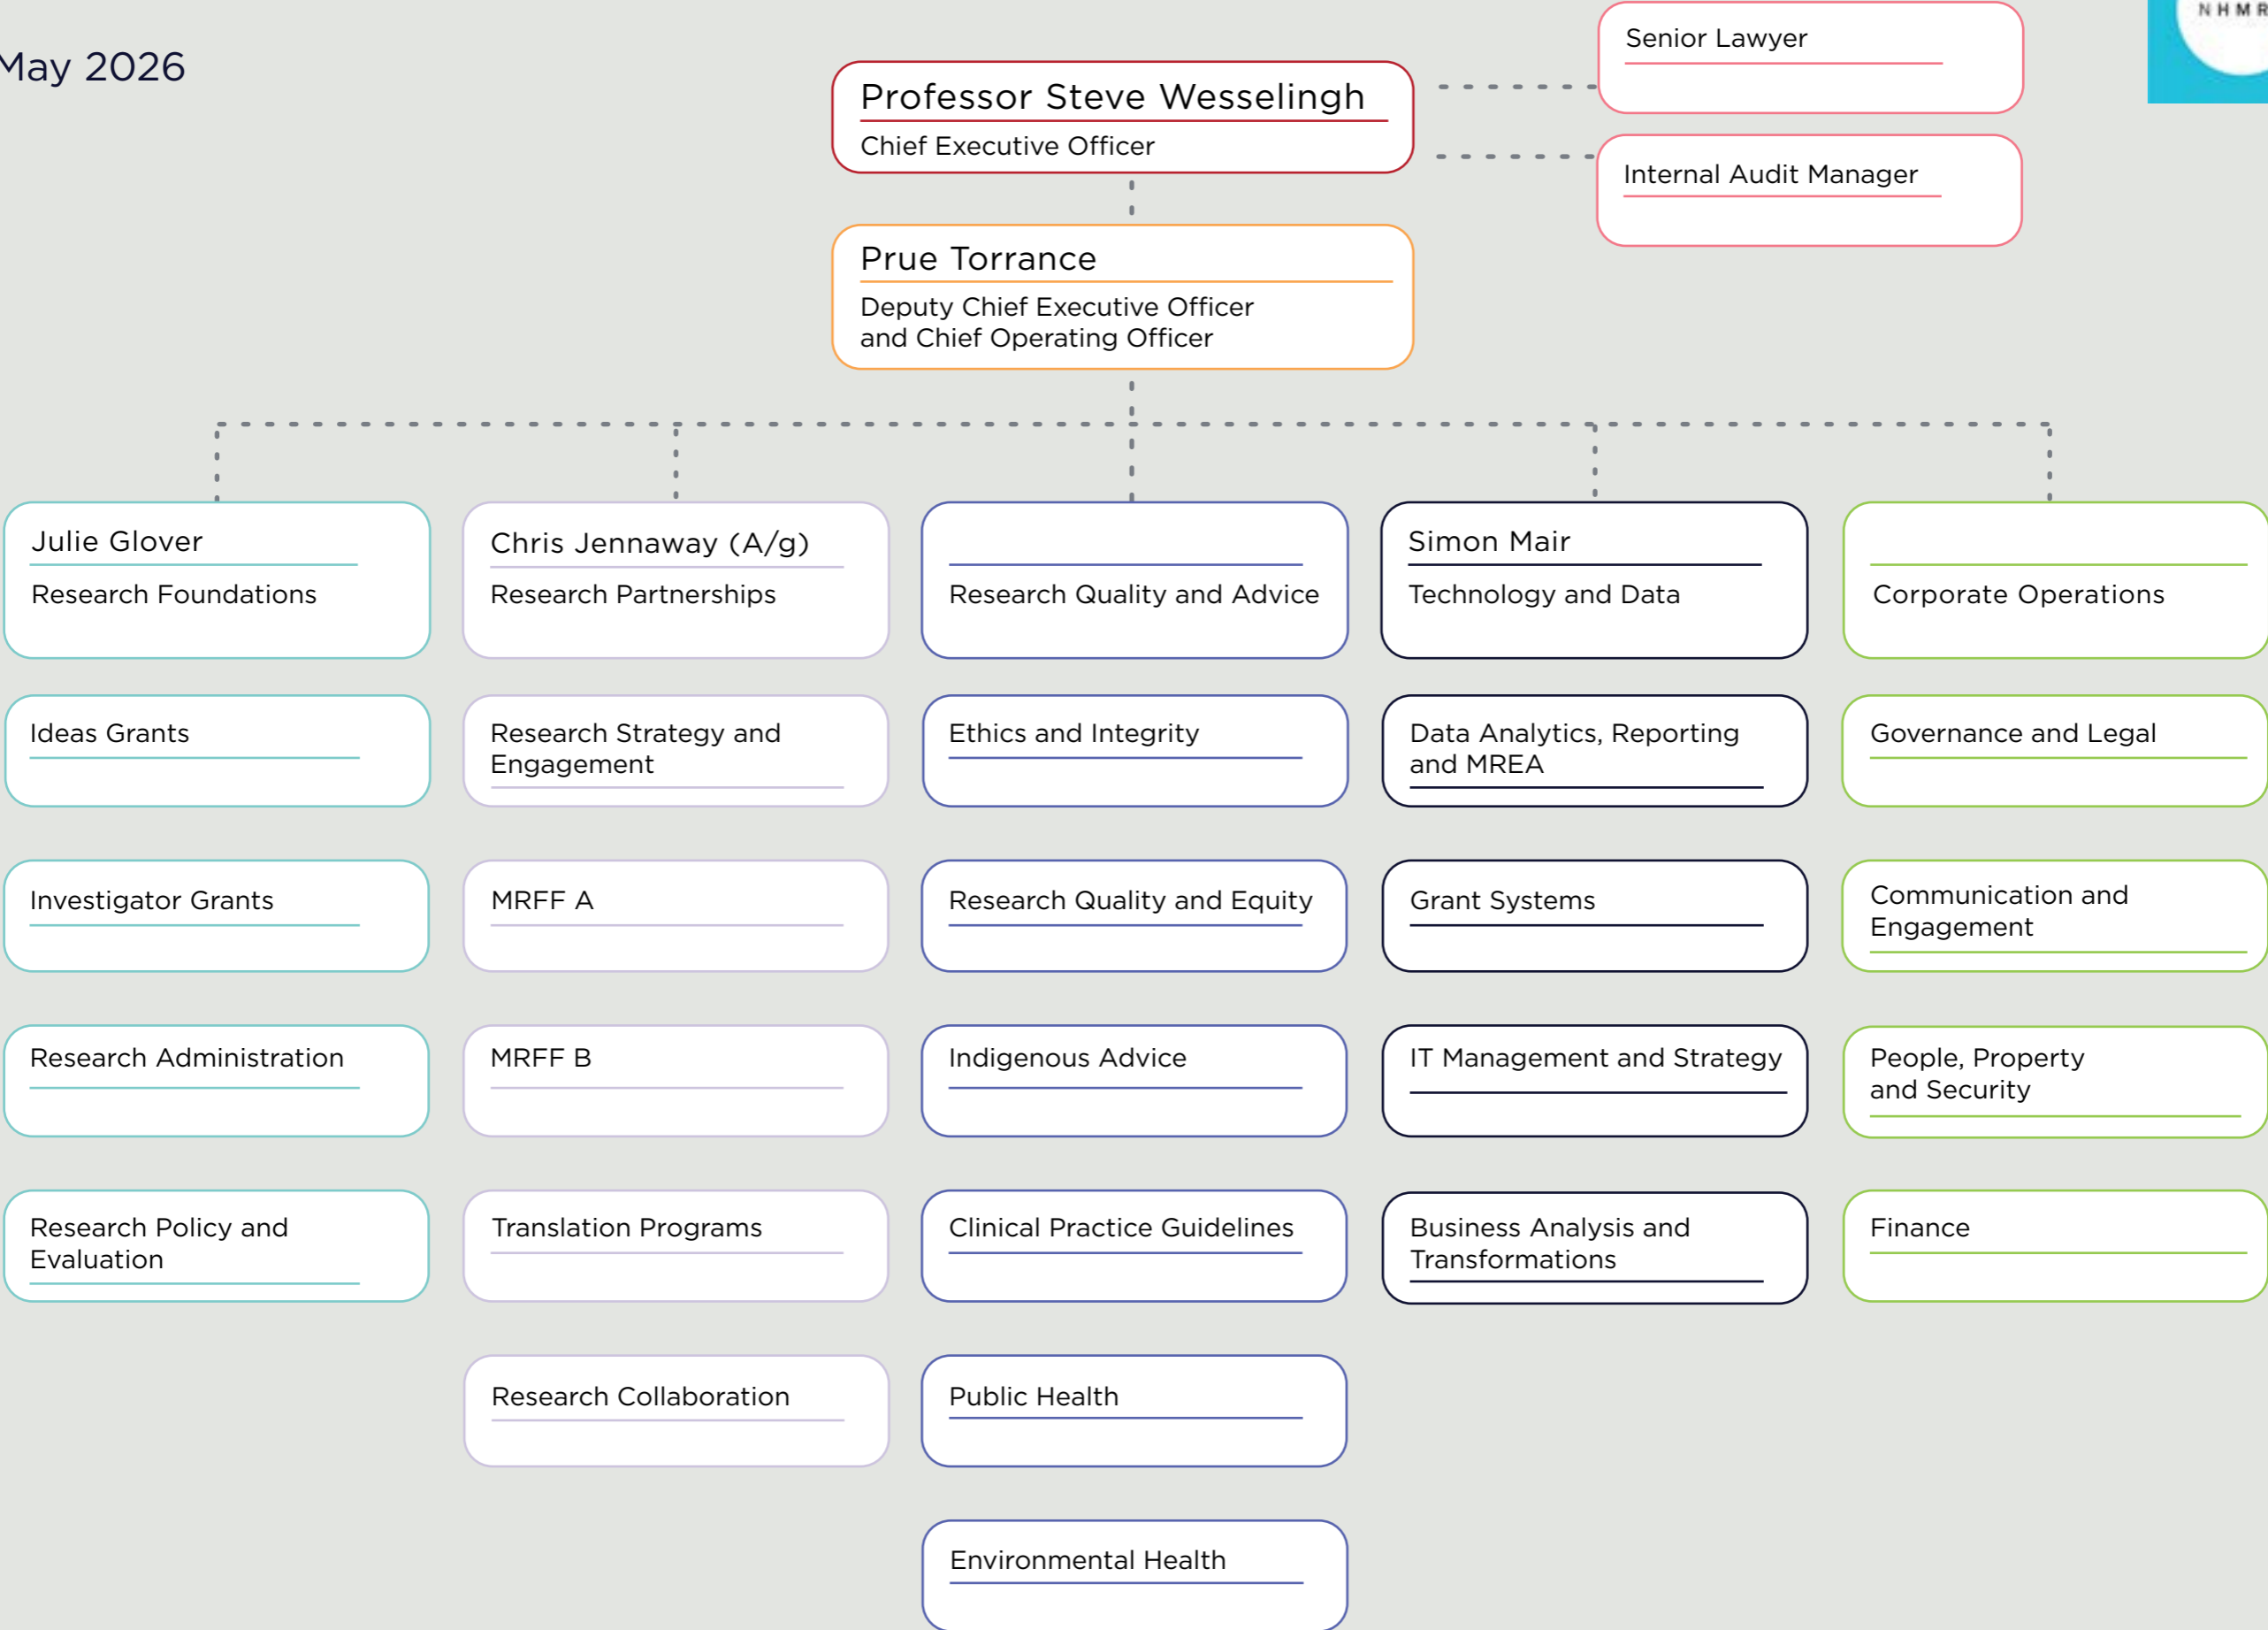 May 2026
NHMR
Senior Lawyer
Professor Steve Wesselingh
Chief Executive Officer
Internal Audit Manager
Prue Torrance
Deputy Chief Executive Officer
and Chief Operating Officer
Julie Glover
Research Foundations
Chris Jennaway (A/g)
Research Partnerships
Research Quality and Advice
Simon Mair
Technology and Data
Corporate Operations
Ideas Grants
Research Strategy and
Engagement
Ethics and Integrity
Data Analytics, Reporting
and MREA
Governance and Legal
Investigator Grants
MRFF A
Research Quality and Equity
Grant Systems
Communication and
Engagement
Research Administration
MRFF B
Indigenous Advice
IT Management and Strategy
People, Property
and Security
Research Policy and
Evaluation
Translation Programs
Clinical Practice Guidelines
Business Analysis and
Transformations
Finance
Research Collaboration
Public Health
Environmental Health